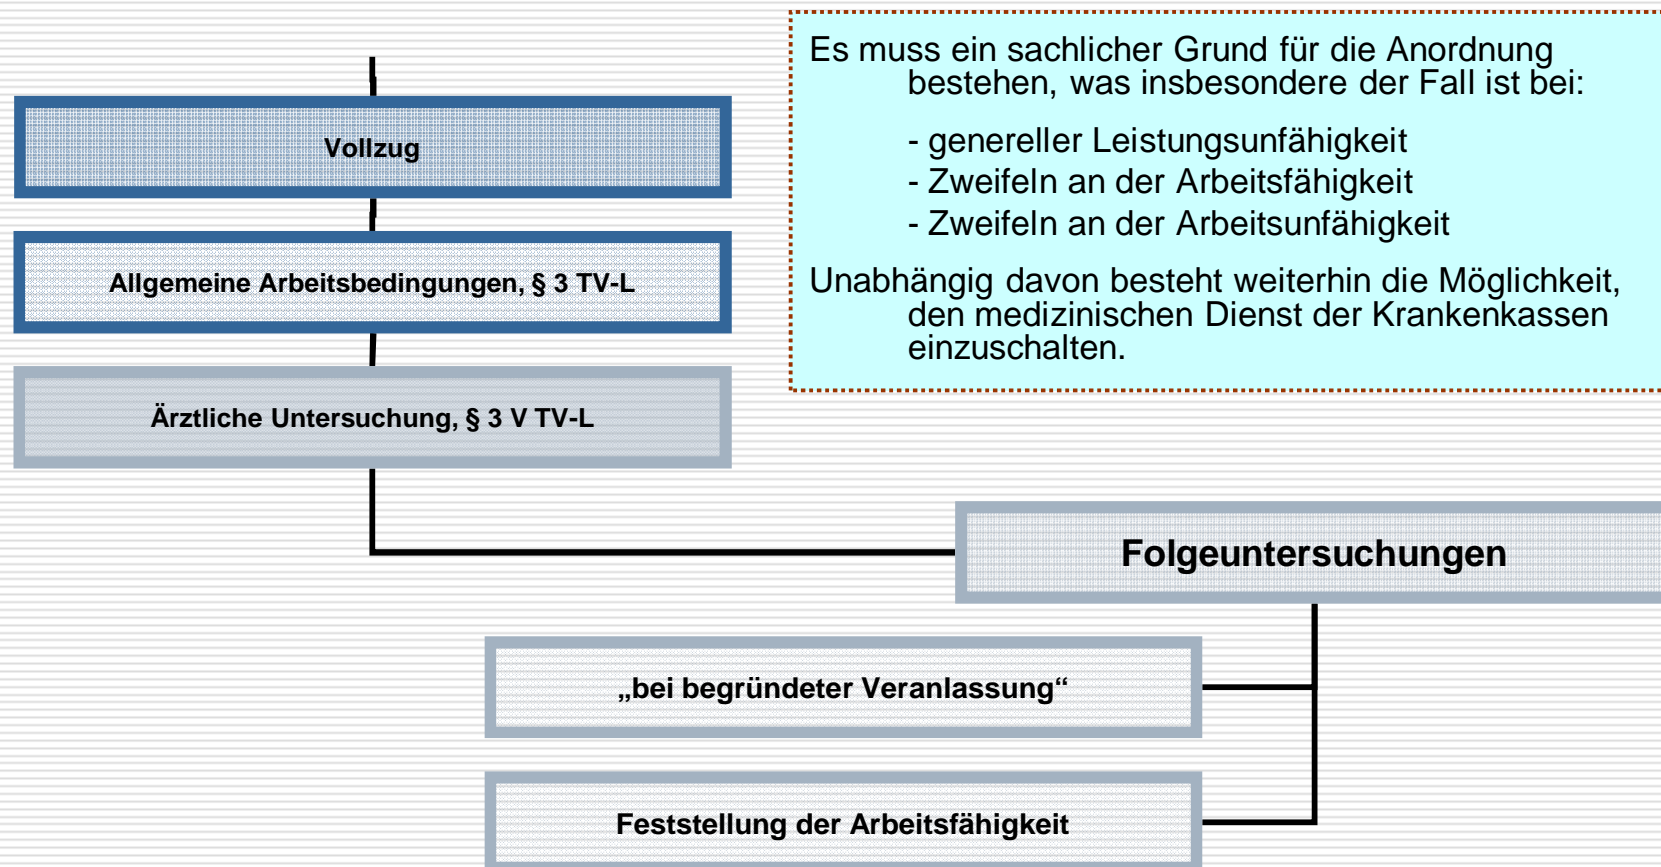 Es muss ein sachlicher Grund für die Anordnung
bestehen, was insbesondere der Fall ist bei:
- genereller Leistungsunfähigkeit
- Zweifeln an der Arbeitsfähigkeit
- Zweifeln an der Arbeitsunfähigkeit
Unabhängig davon besteht weiterhin die Möglichkeit,
den medizinischen Dienst der Krankenkassen
einzuschalten.
Vollzug
Allgemeine Arbeitsbedingungen, § 3 TV-L
Ärztliche Untersuchung, § 3 V TV-L
Folgeuntersuchungen
„bei begründeter Veranlassung“
Feststellung der Arbeitsfähigkeit